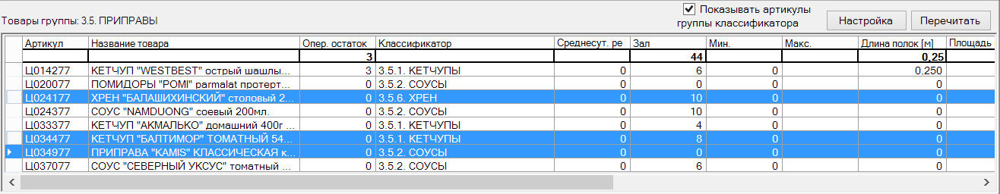 Товары группы: 3.5. ПРИПРАВЫ
Показывать артикулы
группы классификатора
Настройка
Перечитать
Артикул Название товара Опер. остаток Классификатор Среднесут. ре Зал Мин. Макс. Длина полок [м] Площадь
3 44 0,25
Ц014277 КЕТЧУП "WESTBEST" острый шашлы... 3 3.5.1. КЕТЧУПЫ 0 6 0 0,250
Ц020077 ПОМИДОРЫ "POMI" parmalat протерт... 0 3.5.2. СОУСЫ 0 0 0 0
Ц024177 ХРЕН "БАЛАШИХИНСКИЙ" столовый 2... 0 3.5.6. ХРЕН 0 10 0 0
Ц024377 СОУС "NAMDUONG" соевый 200мл. 0 3.5.2. СОУСЫ 0 10 0 0
Ц033377 КЕТЧУП "АКМАЛЬКО" домашний 400г ... 0 3.5.1. КЕТЧУПЫ 0 4 0 0
Ц034477 КЕТЧУП "БАЛТИМОР" ТОМАТНЫЙ 54... 0 3.5.1. КЕТЧУПЫ 0 8 0 0
Ц034977 ПРИПРАВА "KAMIS" КЛАССИЧЕСКАЯ к... 0 3.5.2. СОУСЫ 0 0 0 0
Ц037077 СОУС "СЕВЕРНЫЙ УКСУС" томатный ... 0 3.5.2. СОУСЫ 0 6 0 0